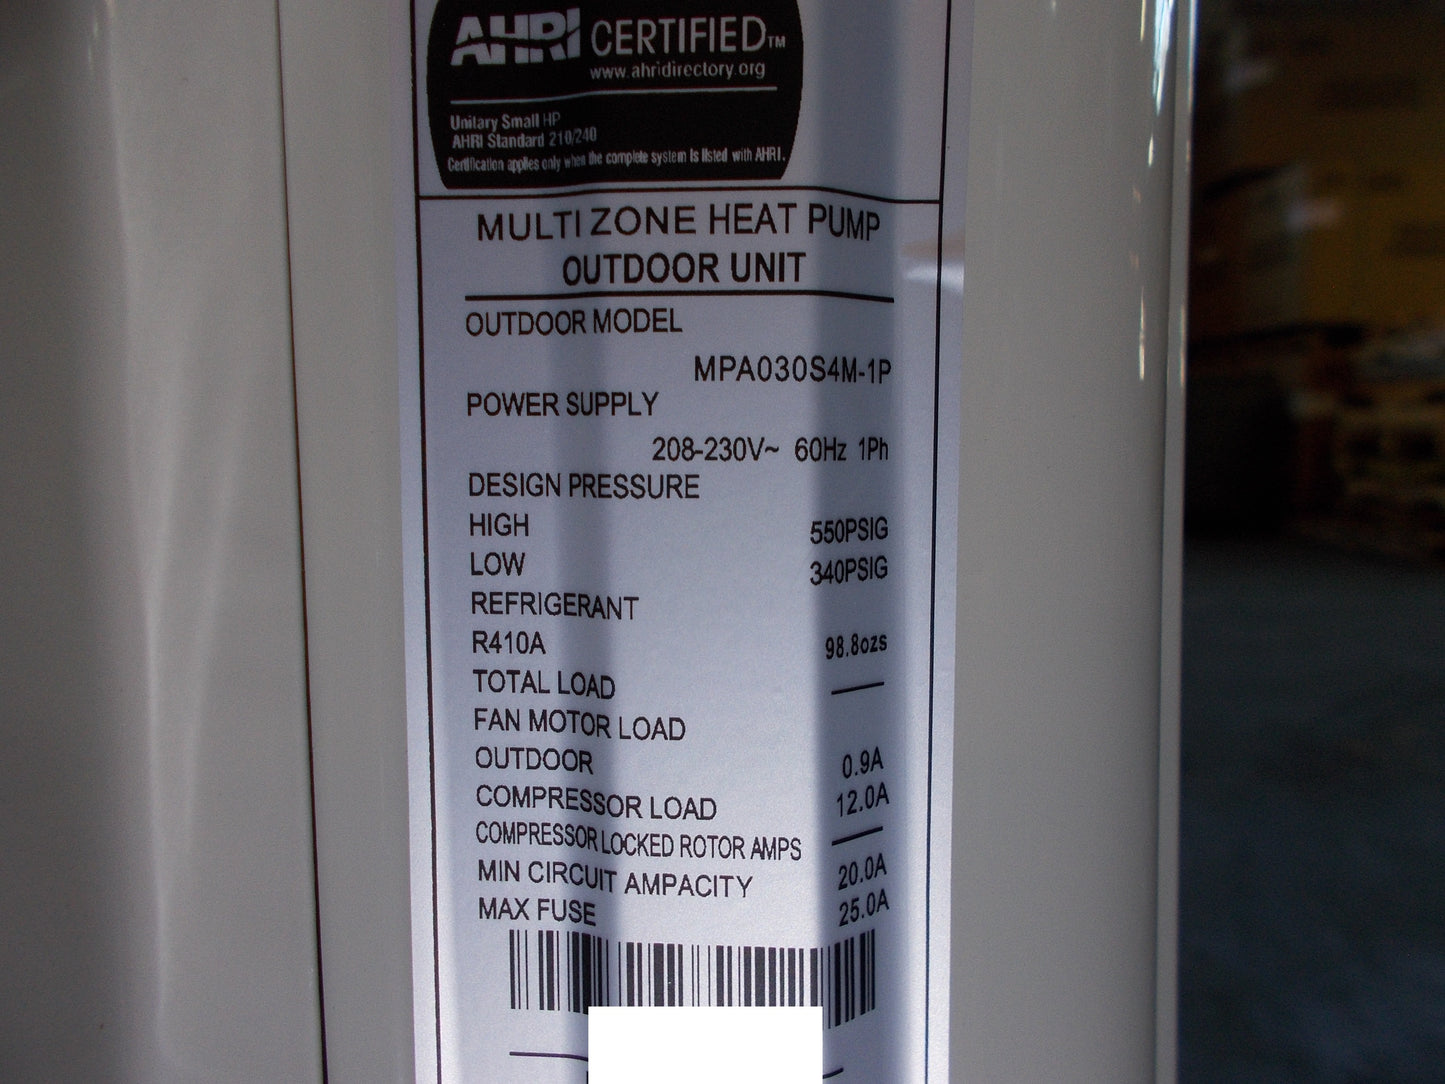 AHRI CERTIFIED™
www.ahridirectory.org
Unitary Small HP
AHRI Standard 210/240
Certification applies only when the complete system is listed with AHRI.
MULTI ZONE HEAT PUMP
OUTDOOR UNIT
OUTDOOR MODEL
MPA030S4M-1P
POWER SUPPLY
208-230V~ 60Hz 1Ph
DESIGN PRESSURE
HIGH 550PSIG
LOW 340PSIG
REFRIGERANT
R410A 98.8ozs
TOTAL LOAD —
FAN MOTOR LOAD
OUTDOOR 0.9A
COMPRESSOR LOAD 12.0A
COMPRESSOR LOCKED ROTOR AMPS —
MIN CIRCUIT AMPACITY 20.0A
MAX FUSE 25.0A